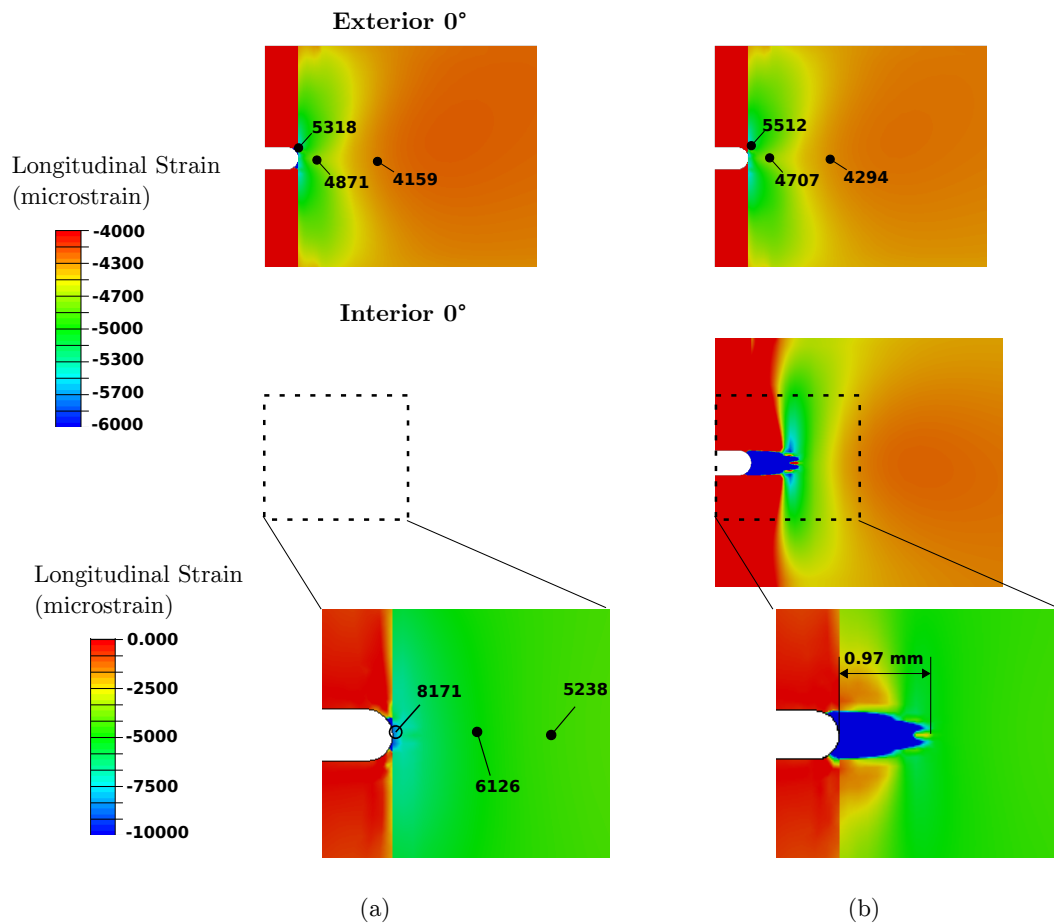 Exterior 0°
5318
4871
4159
5512
4707
4294
Longitudinal Strain
(microstrain)
-4000
-4300
-4700
-5000
-5300
-5700
-6000
Interior 0°
Longitudinal Strain
(microstrain)
0.000
-2500
-5000
-7500
-10000
8171
5238
6126
0.97 mm
(a)
(b)